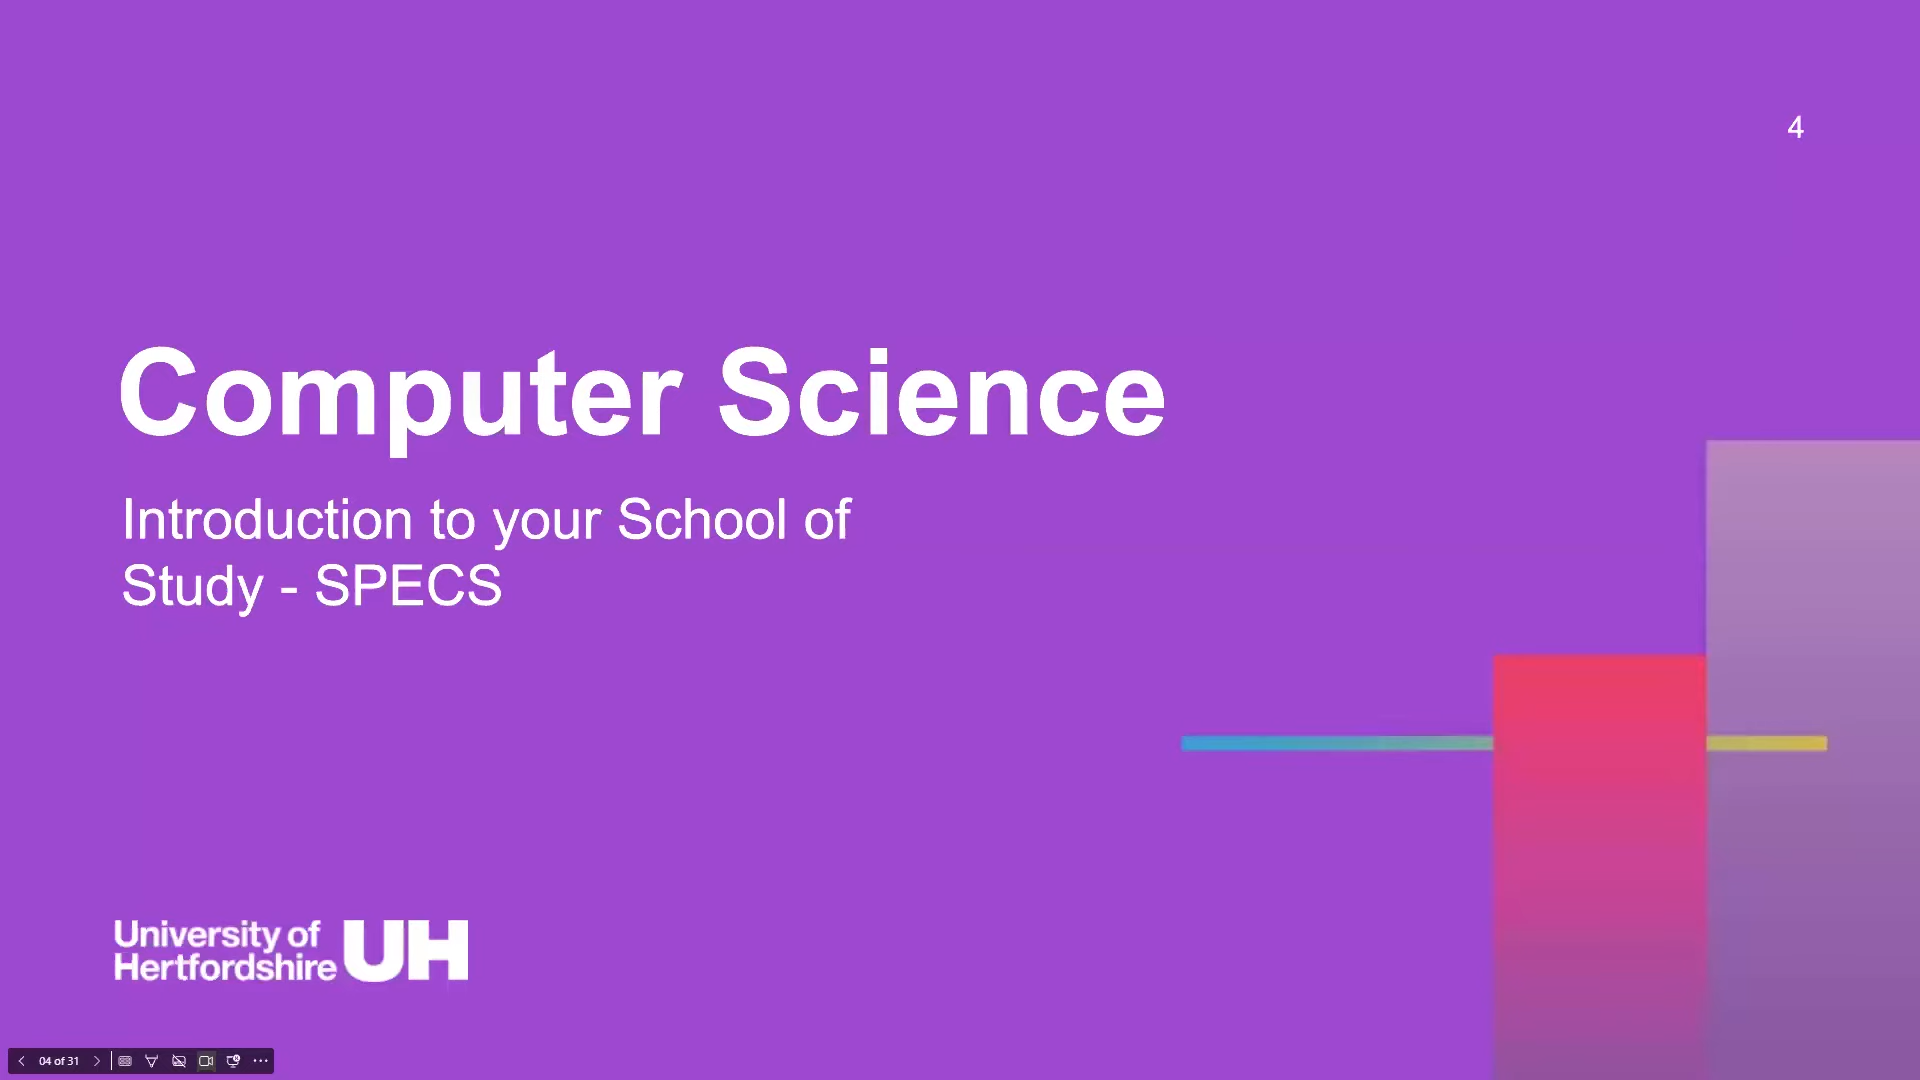 4
Computer Science
Introduction to your School of
Study - SPECS
University of
Hertfordshire
UH
04 of 31